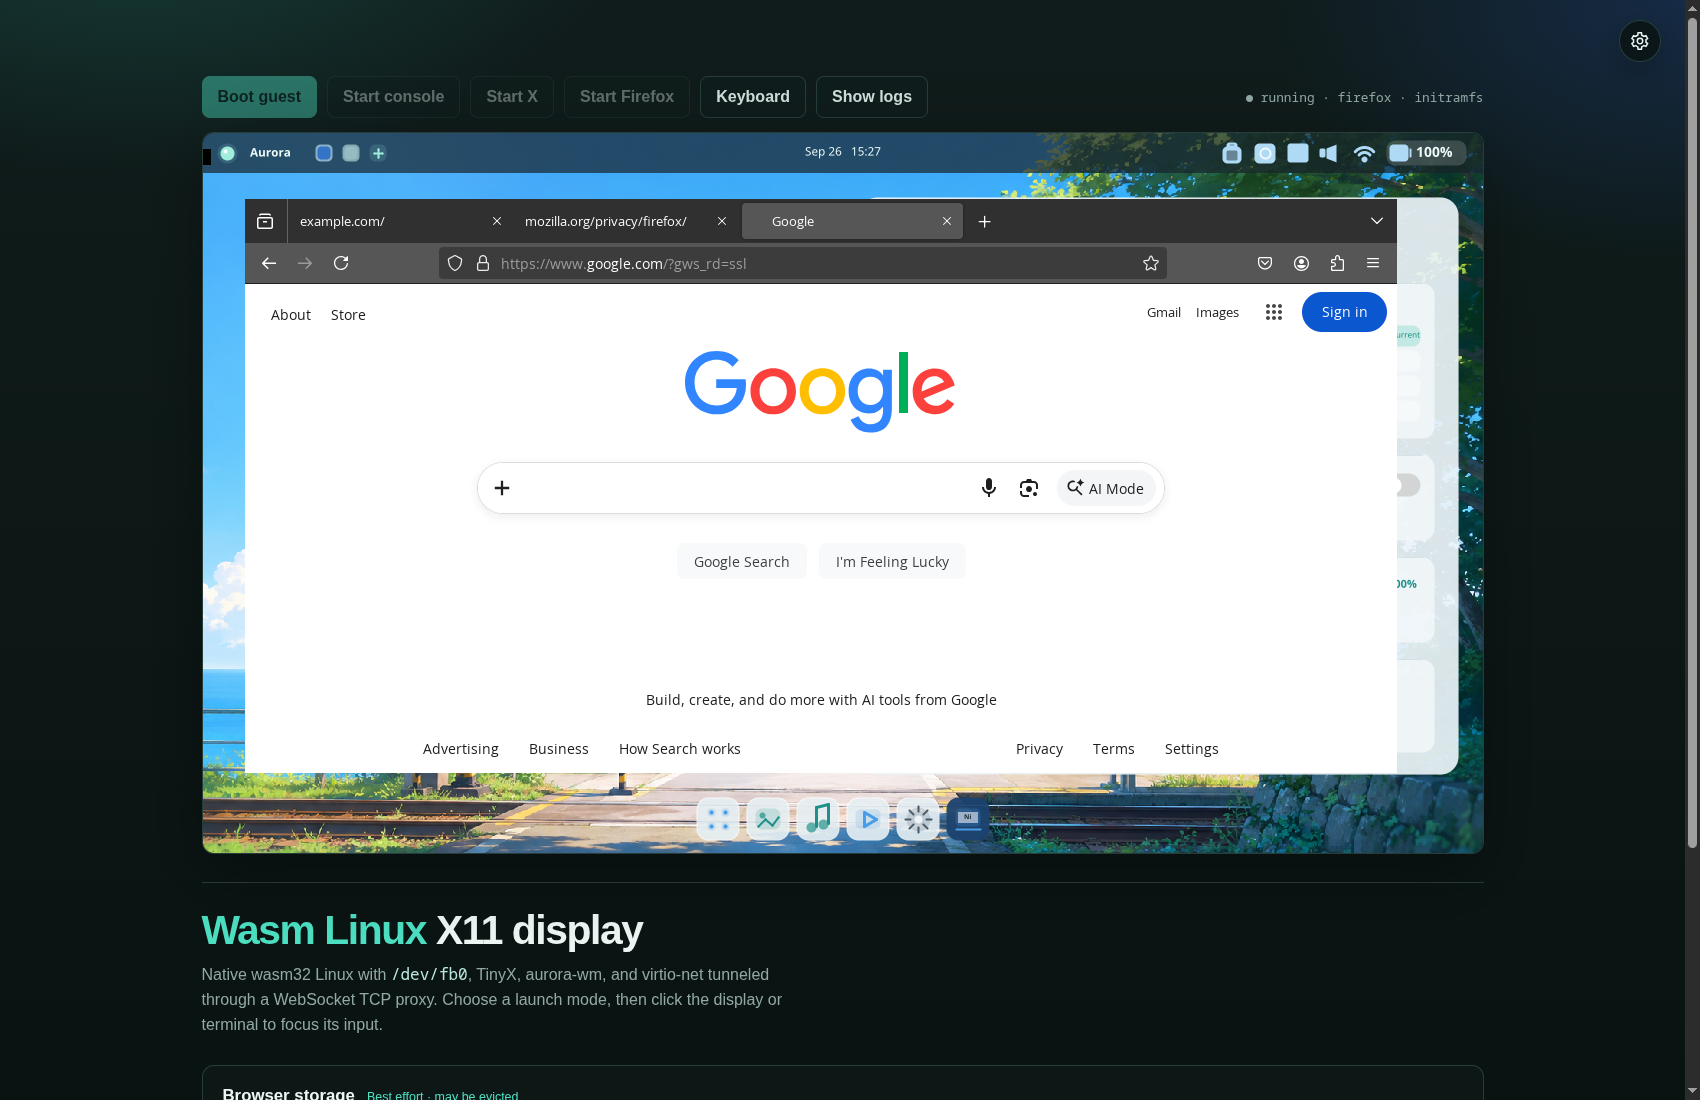 Boot guest Start console Start X Start Firefox Keyboard Show logs
running · firefox · initramfs
Aurora
Sep 26 15:27
100%
example.com/
mozilla.org/privacy/firefox/
Google
https://www.google.com/?gws_rd=ssl
About Store
Gmail Images Sign in
Google
AI Mode
Google Search I'm Feeling Lucky
Build, create, and do more with AI tools from Google
Advertising Business How Search works
Privacy Terms Settings
urrent
00%
Ni
Wasm Linux X11 display
Native wasm32 Linux with /dev/fb0, TinyX, aurora-wm, and virtio-net tunneled
through a WebSocket TCP proxy. Choose a launch mode, then click the display or
terminal to focus its input.
Browser storage Best effort · may be evicted